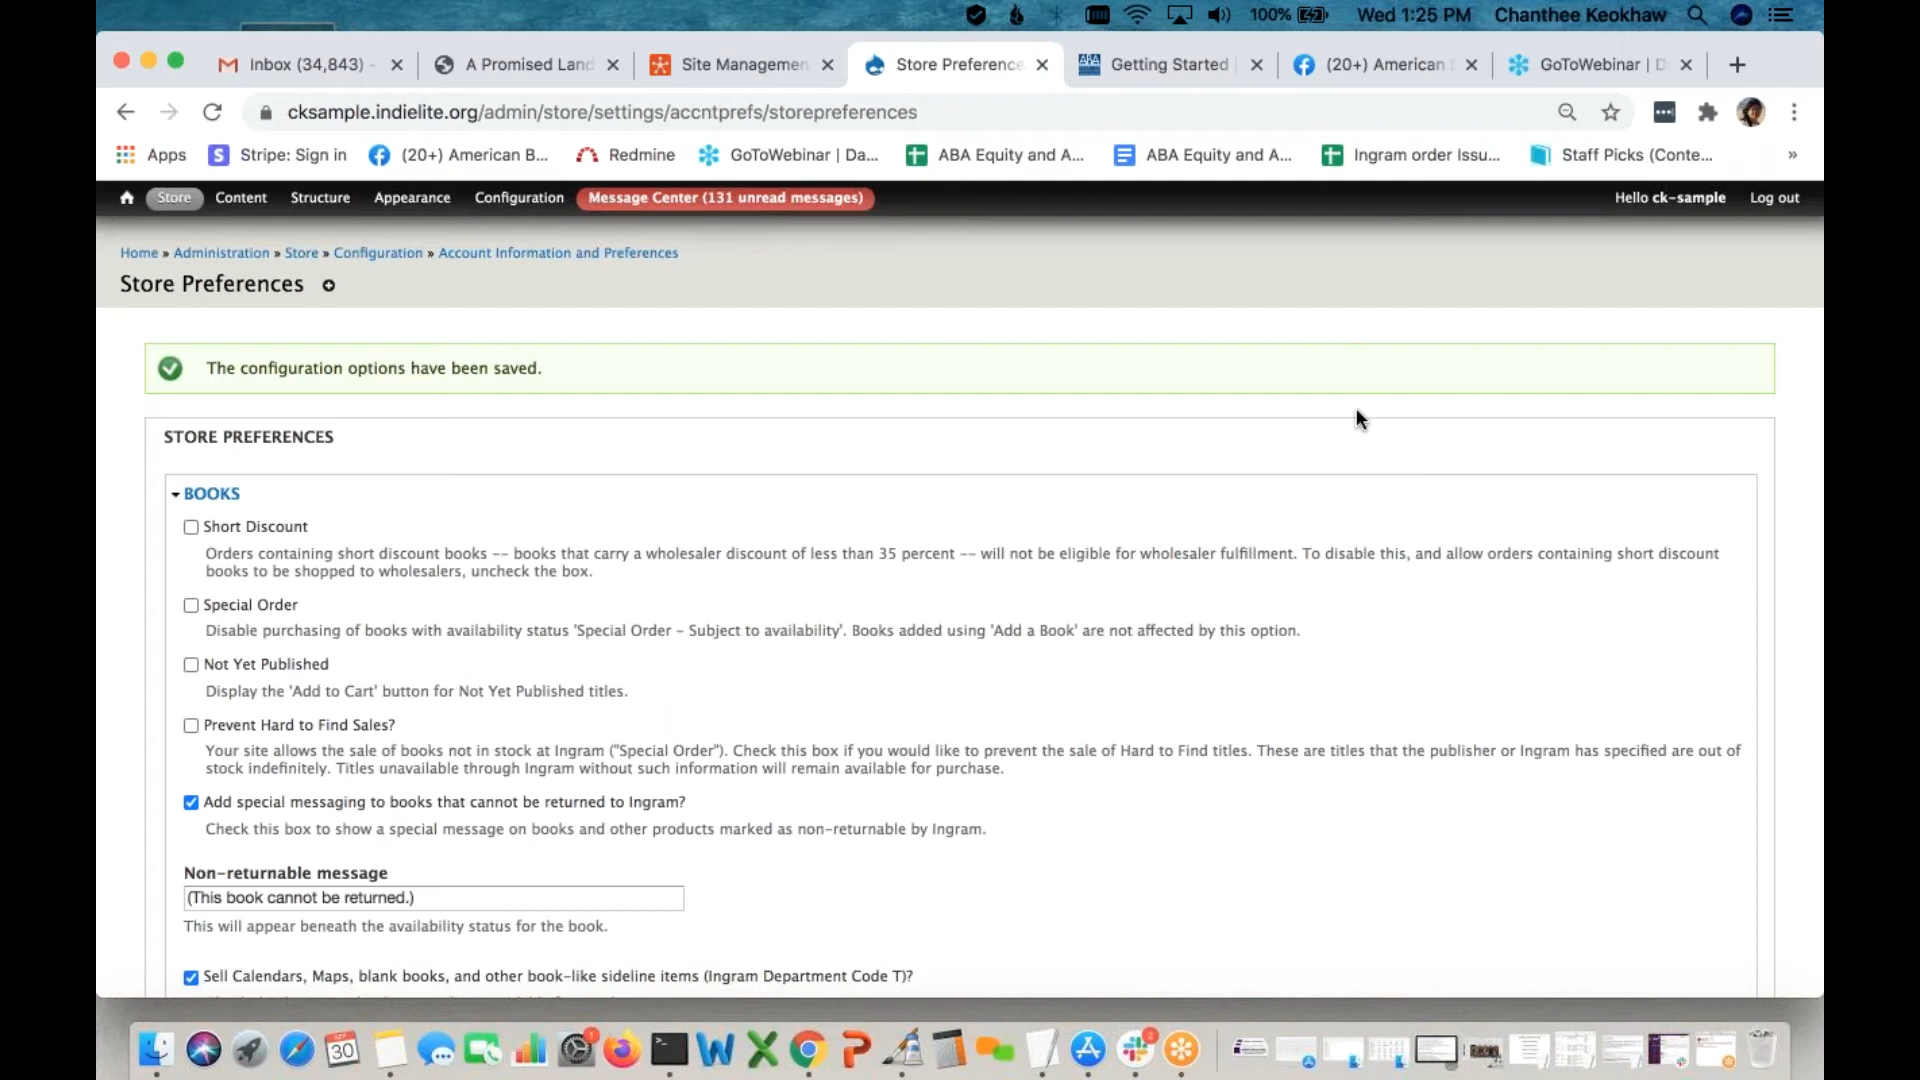 100% Wed 1:25 PM Chanthee Keokhaw
Inbox (34,843) - A Promised Land Site Managemen Store Preference Getting Started (20+) American GoToWebinar | D
cksample.indielite.org/admin/store/settings/accntprefs/storepreferences
Apps Stripe: Sign in (20+) American B... Redmine GoToWebinar | Da... ABA Equity and A... ABA Equity and A... Ingram order Issu... Staff Picks (Conte... »
Store Content Structure Appearance Configuration Message Center (131 unread messages) Hello ck-sample Log out
Home » Administration » Store » Configuration » Account Information and Preferences
Store Preferences
The configuration options have been saved.
STORE PREFERENCES
BOOKS
Short Discount
Orders containing short discount books -- books that carry a wholesaler discount of less than 35 percent -- will not be eligible for wholesaler fulfillment. To disable this, and allow orders containing short discount
books to be shopped to wholesalers, uncheck the box.
Special Order
Disable purchasing of books with availability status 'Special Order - Subject to availability'. Books added using 'Add a Book' are not affected by this option.
Not Yet Published
Display the 'Add to Cart' button for Not Yet Published titles.
Prevent Hard to Find Sales?
Your site allows the sale of books not in stock at Ingram ("Special Order"). Check this box if you would like to prevent the sale of Hard to Find titles. These are titles that the publisher or Ingram has specified are out of
stock indefinitely. Titles unavailable through Ingram without such information will remain available for purchase.
Add special messaging to books that cannot be returned to Ingram?
Check this box to show a special message on books and other products marked as non-returnable by Ingram.
Non-returnable message
(This book cannot be returned.)
This will appear beneath the availability status for the book.
Sell Calendars, Maps, blank books, and other book-like sideline items (Ingram Department Code T)?
30